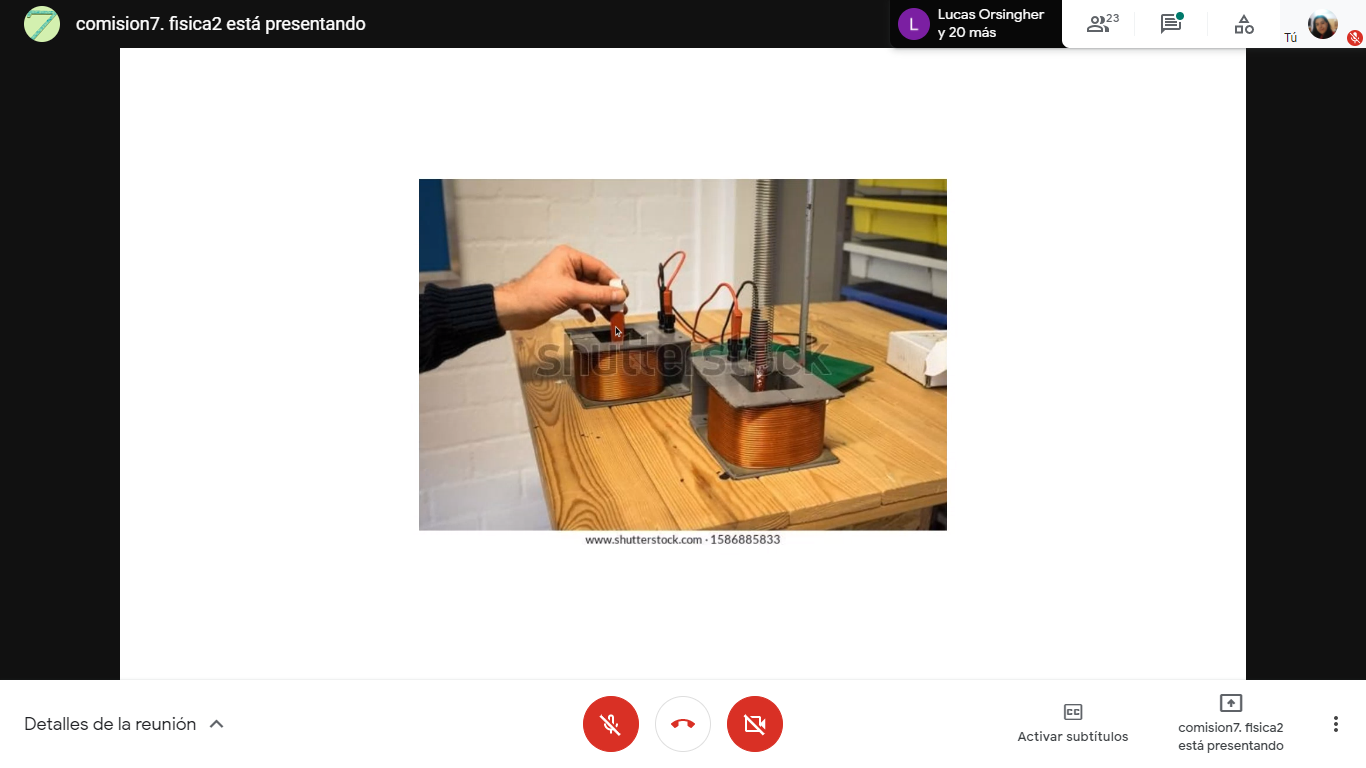 comision7. fisica2 está presentando
Lucas Orsingher
y 20 más
L
23
Tú
shutterstock
www.shutterstock.com · 1586885833
Detalles de la reunión
CC
Activar subtítulos
comision7. fisica2
está presentando